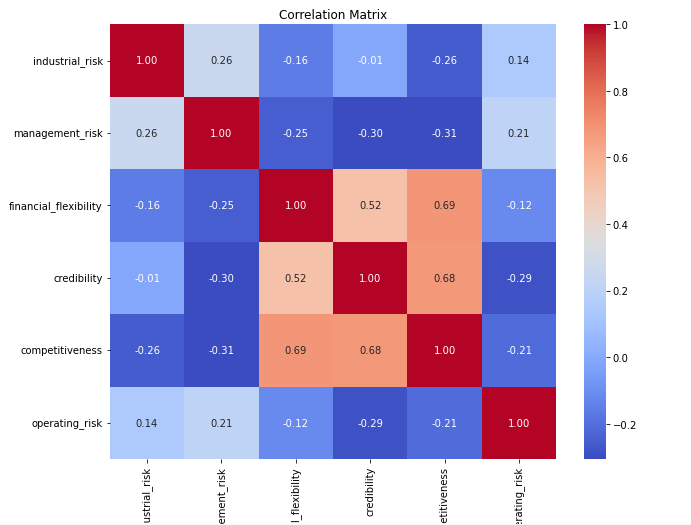 Correlation Matrix
industrial_risk 1.00 0.26 -0.16 -0.01 -0.26 0.14
management_risk 0.26 1.00 -0.25 -0.30 -0.31 0.21
financial_flexibility -0.16 -0.25 1.00 0.52 0.69 -0.12
credibility -0.01 -0.30 0.52 1.00 0.68 -0.29
competitiveness -0.26 -0.31 0.69 0.68 1.00 -0.21
operating_risk 0.14 0.21 -0.12 -0.29 -0.21 1.00
ustrial_risk
ement_risk
l_flexibility
credibility
etitiveness
erating_risk
1.0
0.8
0.6
0.4
0.2
0.0
−0.2